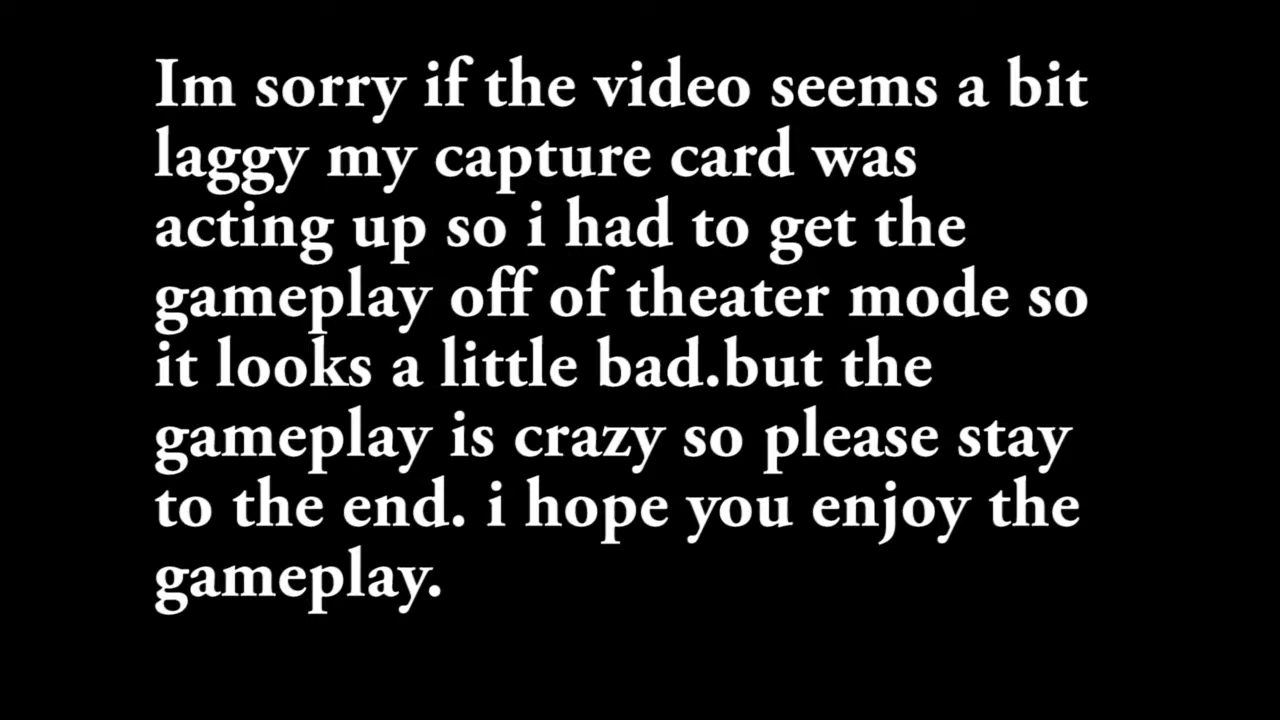 Im sorry if the video seems a bit
laggy my capture card was
acting up so i had to get the
gameplay off of theater mode so
it looks a little bad.but the
gameplay is crazy so please stay
to the end. i hope you enjoy the
gameplay.